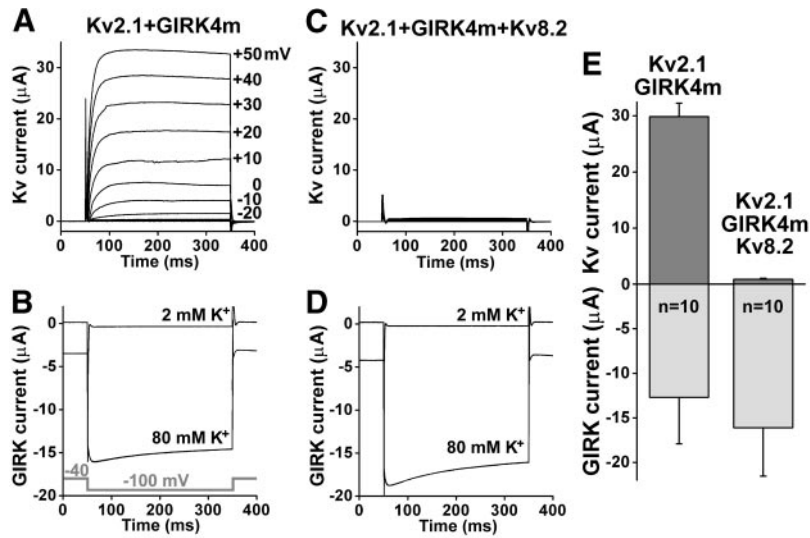 A
Kv2.1+GIRK4m
Kv current (µA)
30
20
10
0
+50 mV
+40
+30
+20
+10
0
-10
-20
0 100 200 300 400
Time (ms)
B
GIRK current (µA)
0
-5
-10
-15
-20
2 mM K+
80 mM K+
-40
-100 mV
0 100 200 300 400
Time (ms)
C
Kv2.1+GIRK4m+Kv8.2
Kv current (µA)
30
20
10
0
0 100 200 300 400
Time (ms)
D
GIRK current (µA)
0
-5
-10
-15
-20
2 mM K+
80 mM K+
0 100 200 300 400
Time (ms)
E
Kv2.1
GIRK4m
Kv2.1
GIRK4m
Kv8.2
Kv current (µA)
30
20
10
0
GIRK current (µA)
-5
-10
-15
-20
n=10
n=10